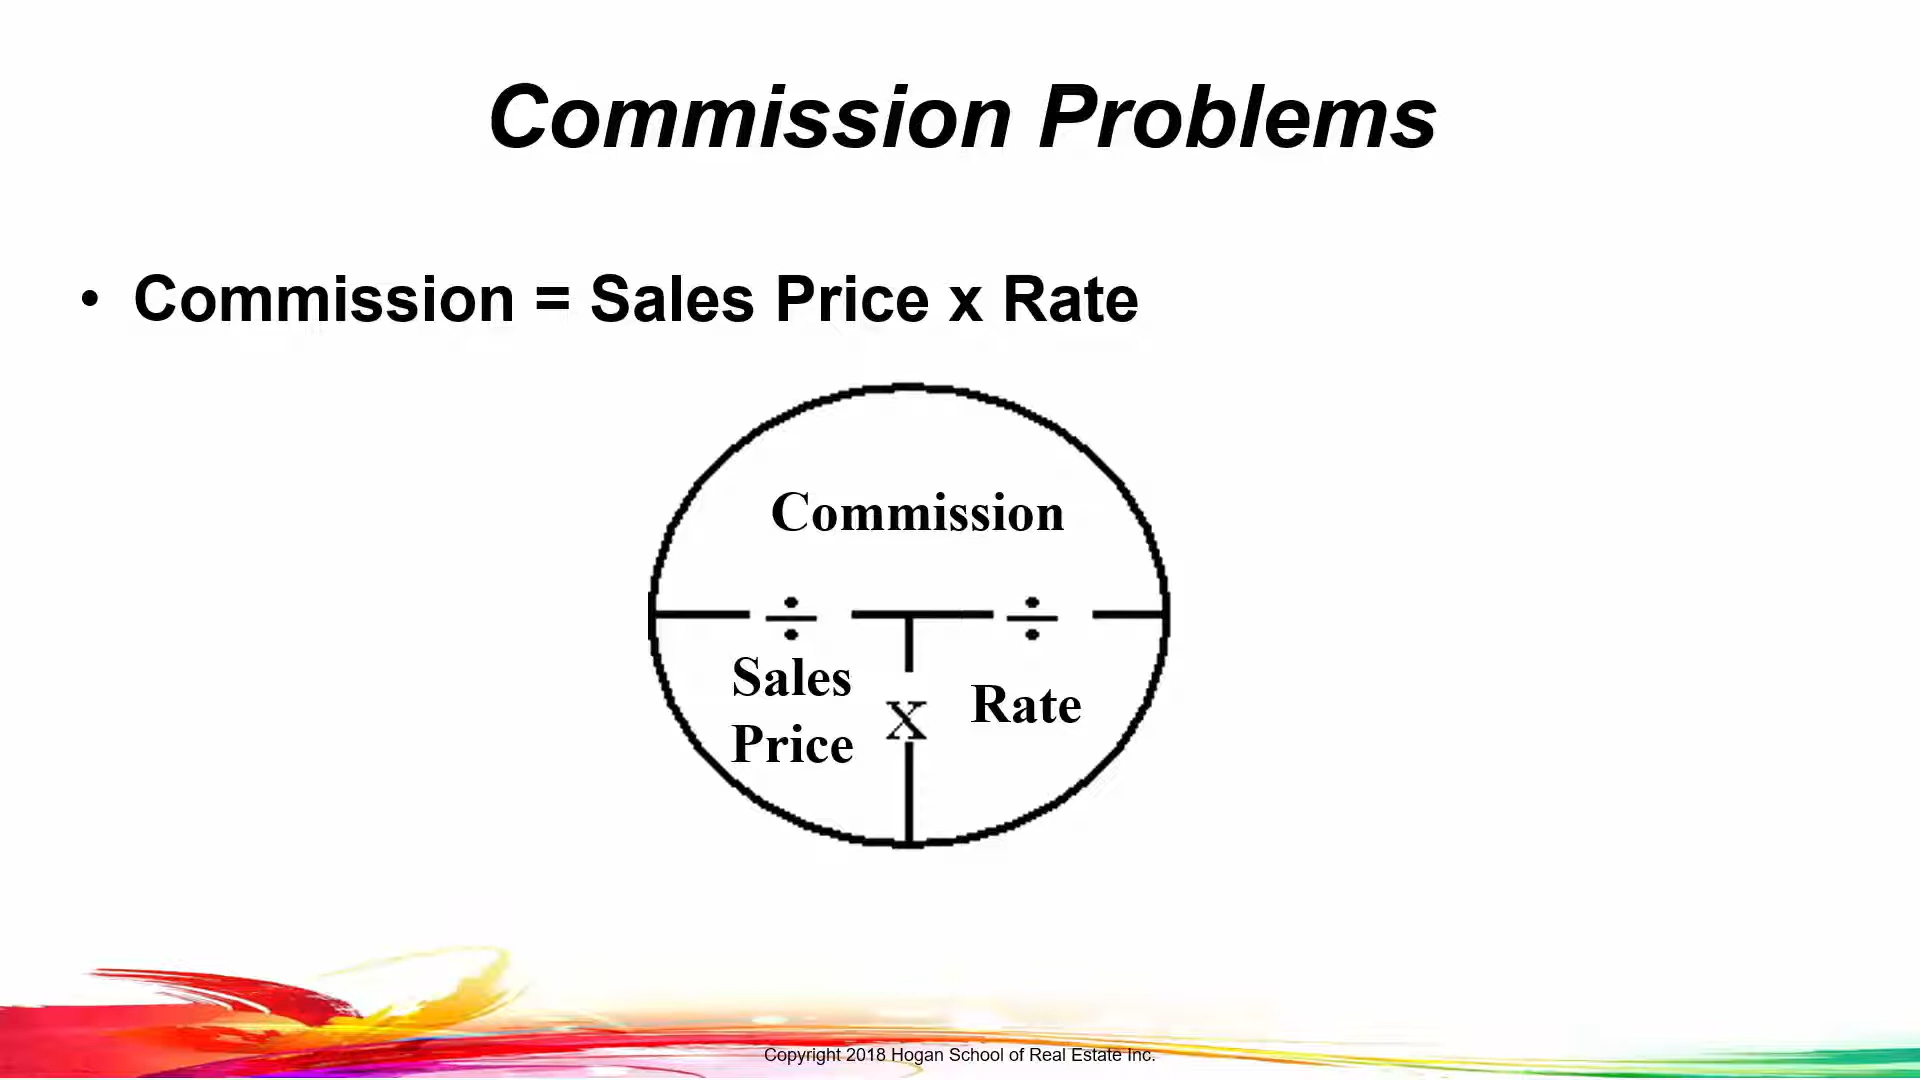 Commission Problems
• Commission = Sales Price x Rate
Commission
÷ ÷
Sales
Price
X
Rate
Copyright 2018 Hogan School of Real Estate Inc.